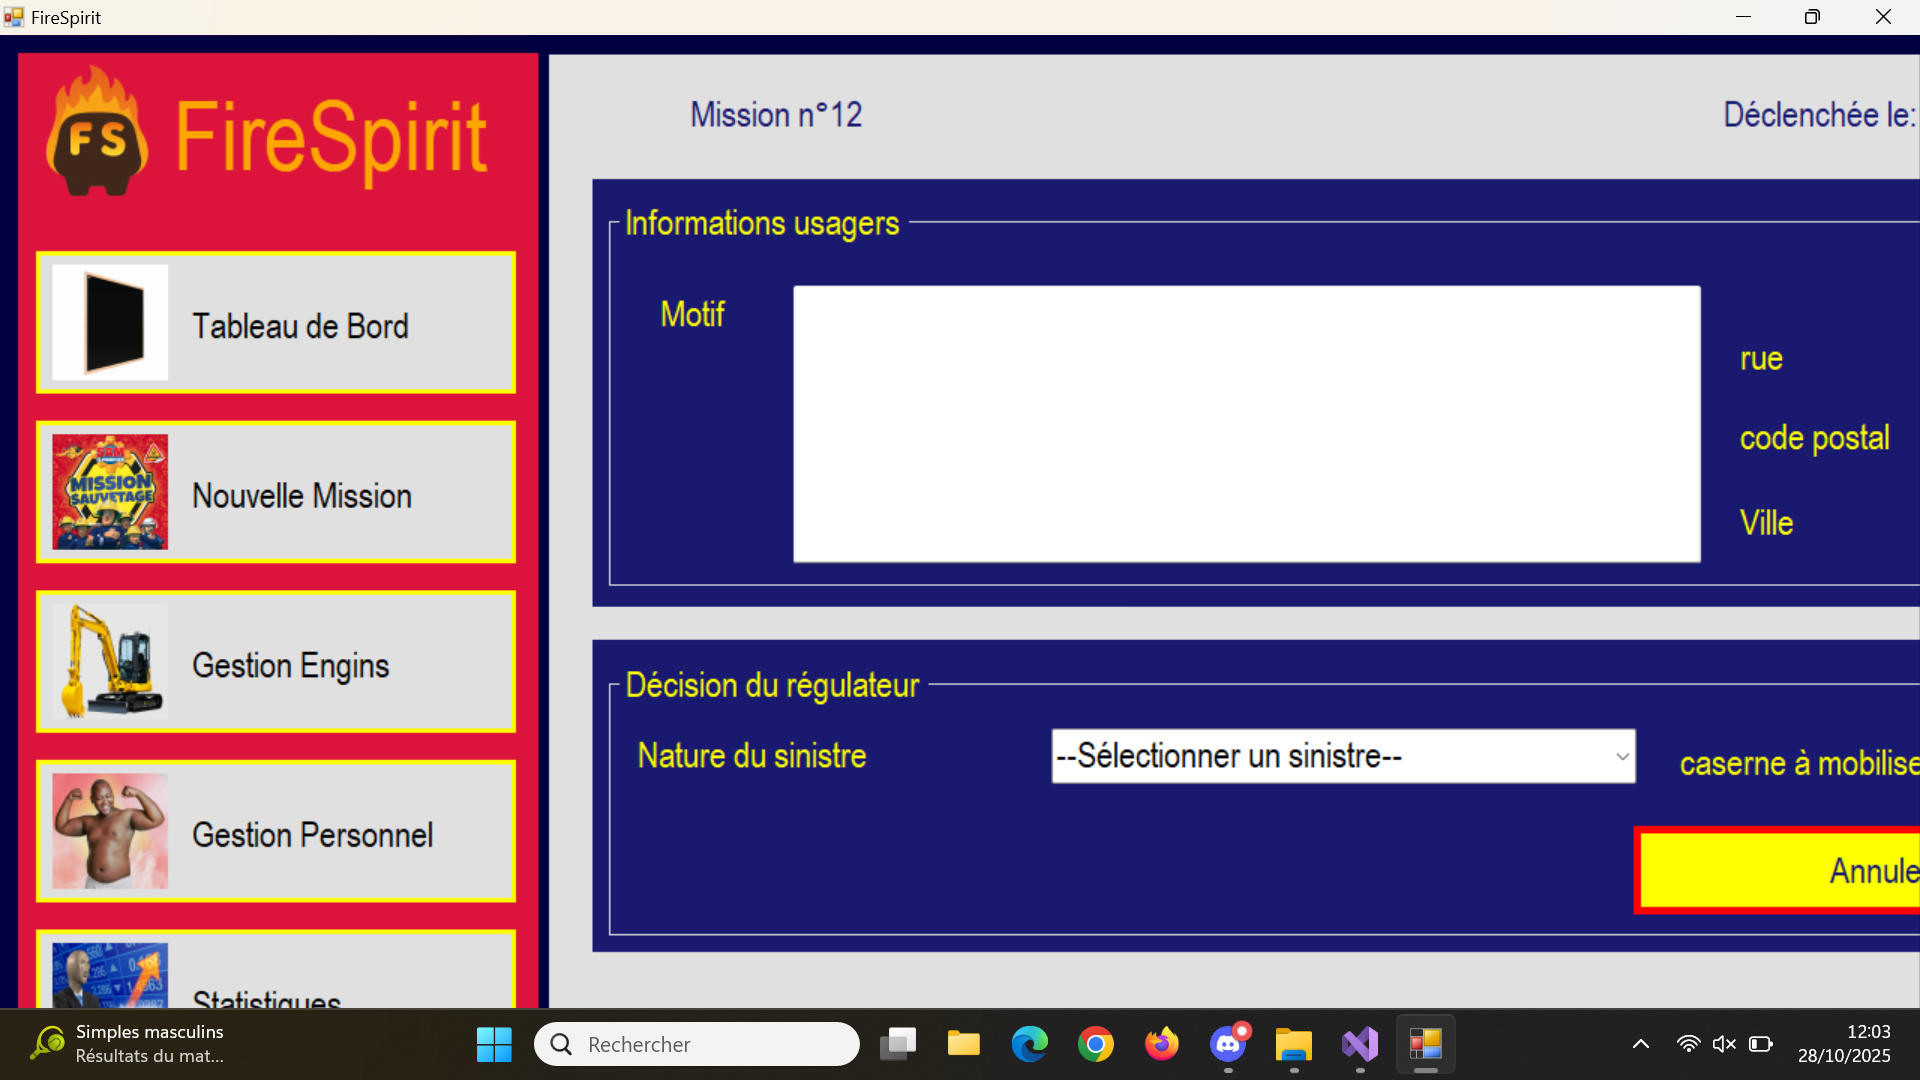 FireSpirit
FS
FireSpirit
Mission n°12
Déclenchée le:
Informations usagers
Motif
rue
code postal
Ville
Tableau de Bord
MISSION
SAUVETAGE
Nouvelle Mission
Gestion Engins
Gestion Personnel
Statistiques
Décision du régulateur
Nature du sinistre
--Sélectionner un sinistre--
caserne à mobilise
Annule
Simples masculins
Résultats du mat...
Rechercher
12:03
28/10/2025